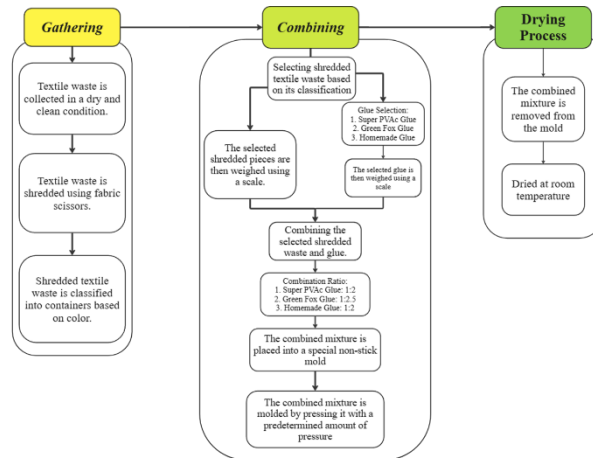 Gathering
Textile waste is
collected in a dry and
clean condition.
Textile waste is
shredded using fabric
scissors.
Shredded textile
waste is classified
into containers based
on color.
Combining
Selecting shredded
textile waste based
on its classification
Glue Selection:
1. Super PVAc Glue
2. Green Fox Glue
3. Homemade Glue
The selected
shredded pieces are
then weighed using
a scale.
The selected glue is
then weighed using a
scale
Combining the
selected shredded
waste and glue.
Combination Ratio:
1. Super PVAc Glue: 1:2
2. Green Fox Glue: 1:2.5
3. Homemade Glue: 1:2
The combined mixture is
placed into a special non-stick
mold
The combined mixture is
molded by pressing it with a
predetermined amount of
pressure
Drying
Process
The combined
mixture is
removed from
the mold
Dried at room
temperature